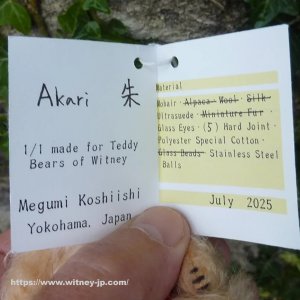 Akari 朱
1/1 made for Teddy
Bears of Witney
Megumi Koshiishi
Yokohama, Japan
Material
Mohair · Alpaca · Wool · Silk
Ultrasuede · Miniature Fur ·
Glass Eyes · (5) Hard Joint ·
Polyester Special Cotton ·
Glass Beads · Stainless Steel
Balls
July 2025
https://www.witney-jp.com/